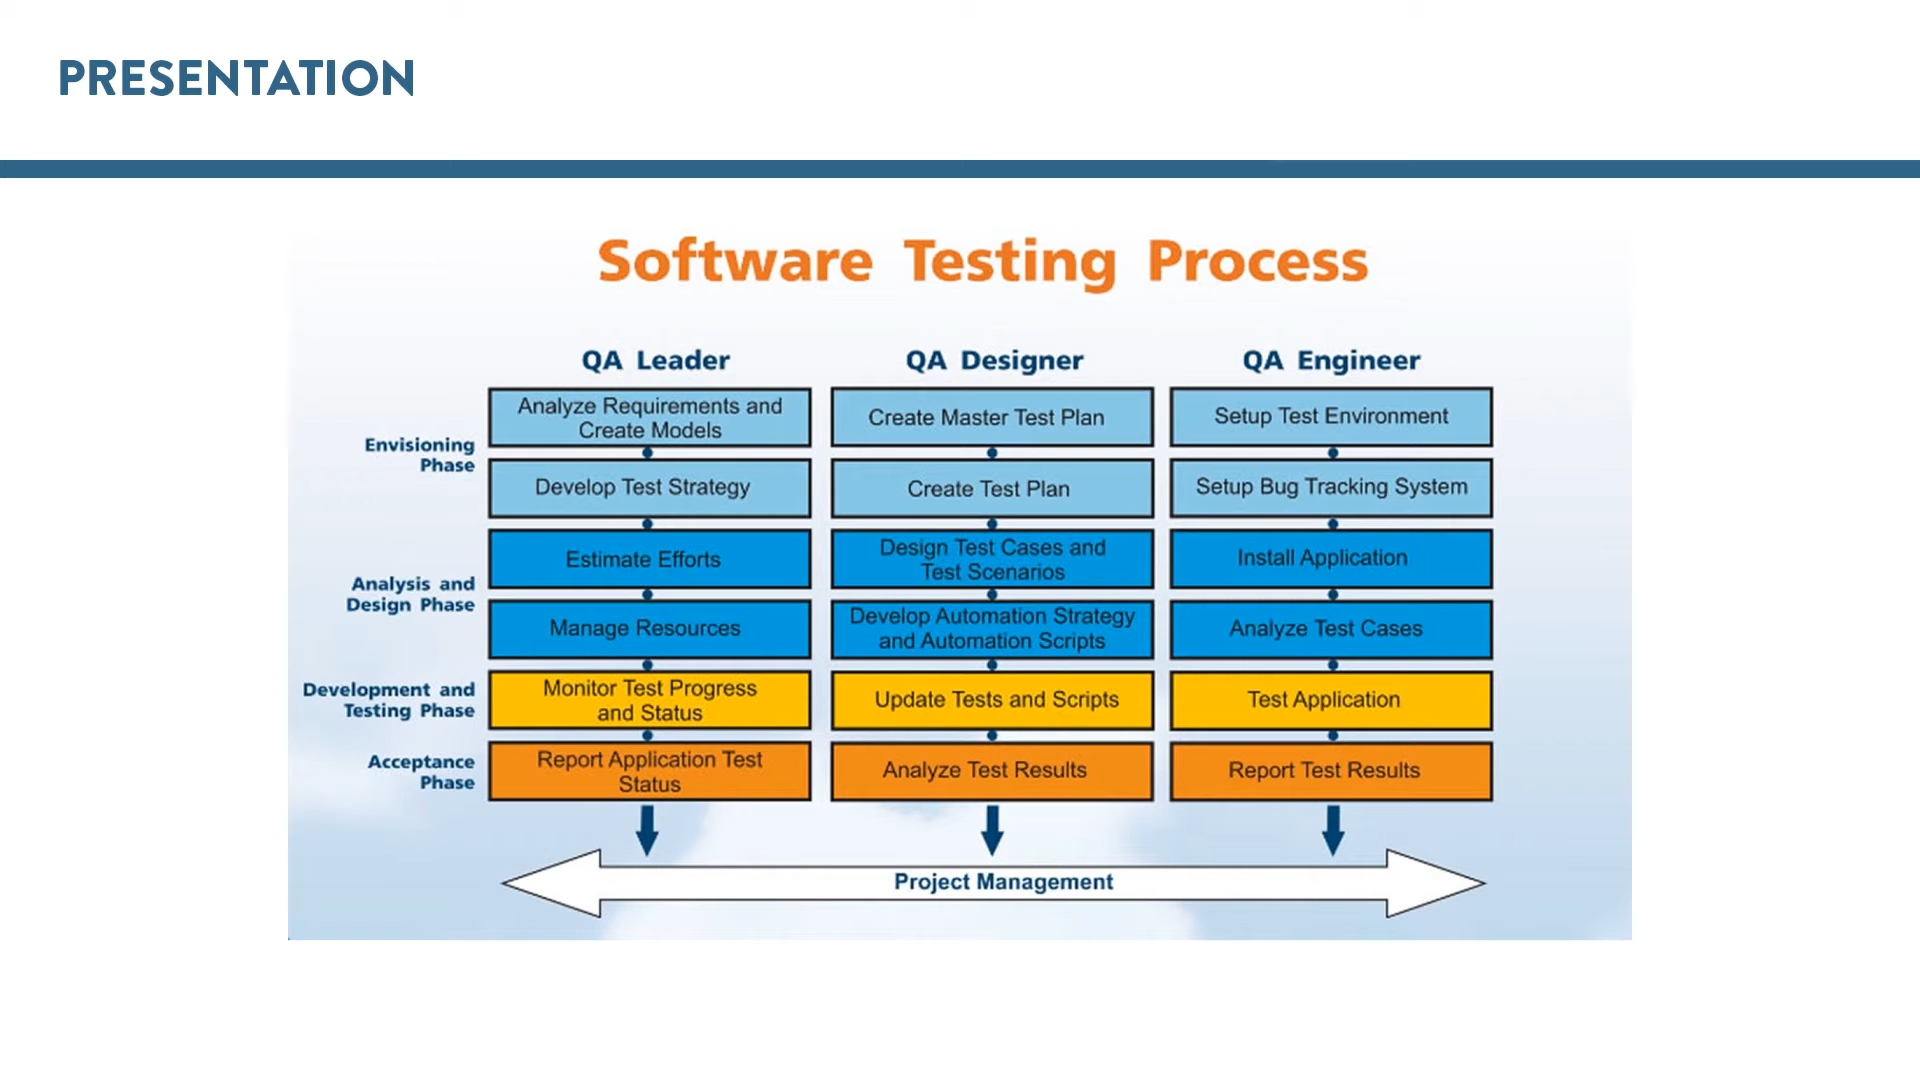 PRESENTATION
Software Testing Process
QA Leader
QA Designer
QA Engineer
Envisioning
Phase
Analyze Requirements and
Create Models
Create Master Test Plan
Setup Test Environment
Develop Test Strategy
Create Test Plan
Setup Bug Tracking System
Analysis and
Design Phase
Estimate Efforts
Design Test Cases and
Test Scenarios
Install Application
Manage Resources
Develop Automation Strategy
and Automation Scripts
Analyze Test Cases
Development and
Testing Phase
Monitor Test Progress
and Status
Update Tests and Scripts
Test Application
Acceptance
Phase
Report Application Test
Status
Analyze Test Results
Report Test Results
Project Management